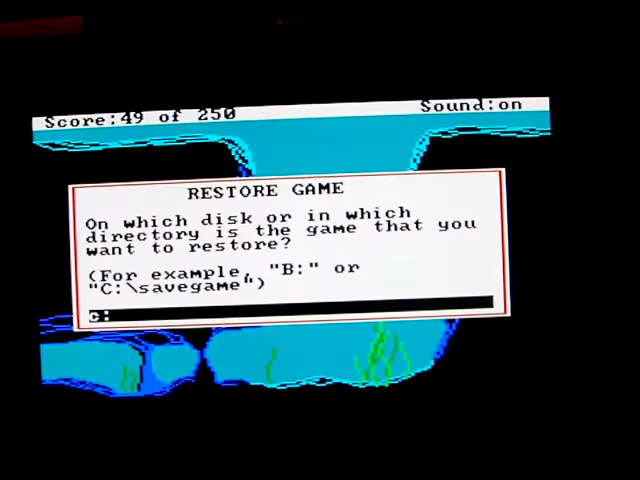 Score:49 of 250 Sound:on
RESTORE GAME
On which disk or in which
directory is the game that you
want to restore?
(For example, "B:" or
"C:\savegame")
c: